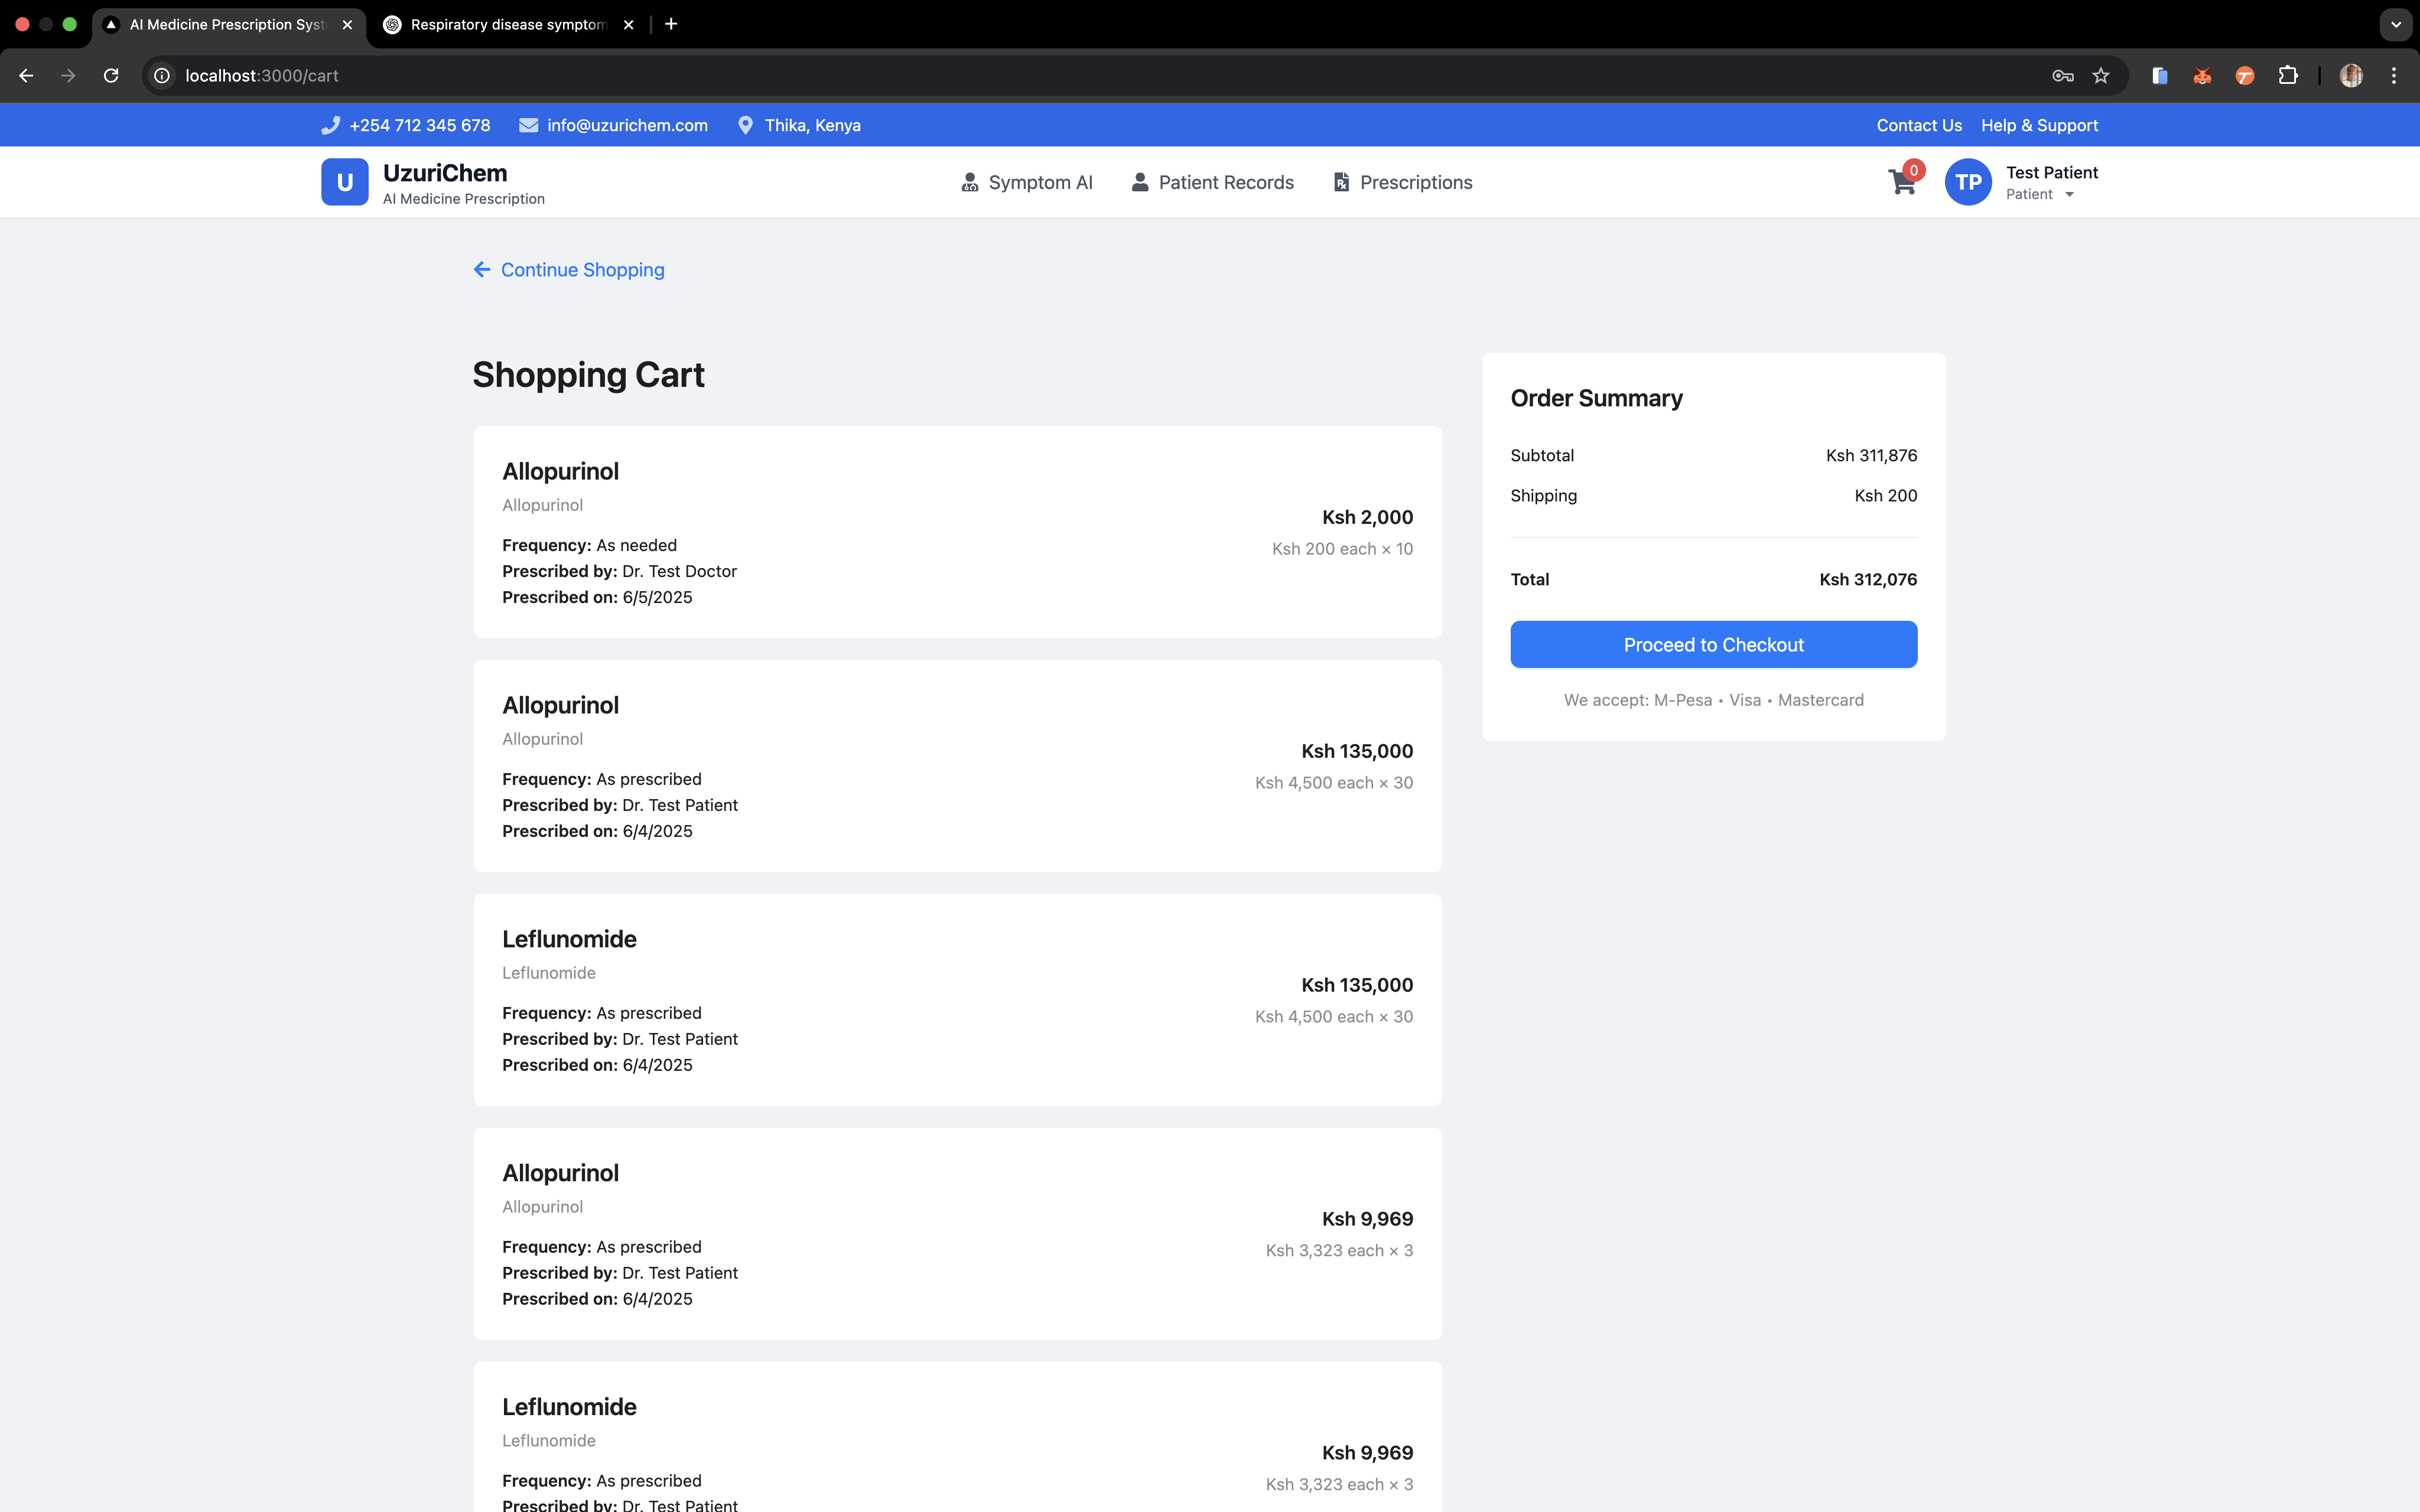 AI Medicine Prescription Syst
Respiratory disease symptom
localhost:3000/cart
+254 712 345 678
info@uzurichem.com
Thika, Kenya
Contact Us
Help & Support
U
UzuriChem
AI Medicine Prescription
Symptom AI
Patient Records
Prescriptions
0
TP
Test Patient
Patient
Continue Shopping
Shopping Cart
Allopurinol
Allopurinol
Frequency: As needed
Prescribed by: Dr. Test Doctor
Prescribed on: 6/5/2025
Ksh 2,000
Ksh 200 each × 10
Allopurinol
Allopurinol
Frequency: As prescribed
Prescribed by: Dr. Test Patient
Prescribed on: 6/4/2025
Ksh 135,000
Ksh 4,500 each × 30
Leflunomide
Leflunomide
Frequency: As prescribed
Prescribed by: Dr. Test Patient
Prescribed on: 6/4/2025
Ksh 135,000
Ksh 4,500 each × 30
Allopurinol
Allopurinol
Frequency: As prescribed
Prescribed by: Dr. Test Patient
Prescribed on: 6/4/2025
Ksh 9,969
Ksh 3,323 each × 3
Leflunomide
Leflunomide
Frequency: As prescribed
Prescribed by: Dr. Test Patient
Ksh 9,969
Ksh 3,323 each × 3
Order Summary
Subtotal Ksh 311,876
Shipping Ksh 200
Total Ksh 312,076
Proceed to Checkout
We accept: M-Pesa • Visa • Mastercard